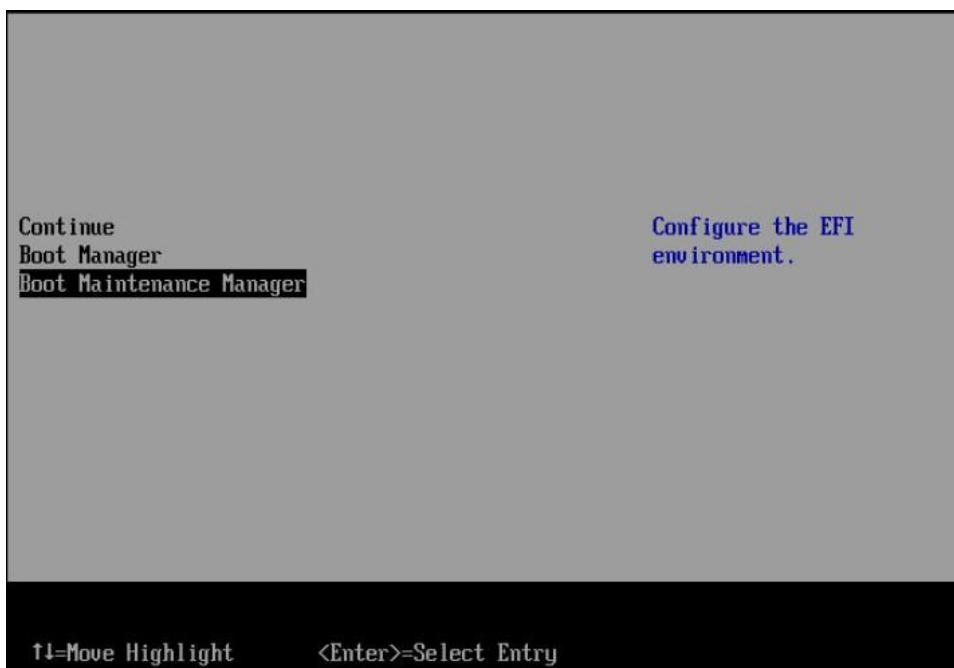 Continue
Boot Manager
Boot Maintenance Manager
Configure the EFI
environment.
↑↓=Move Highlight <Enter>=Select Entry